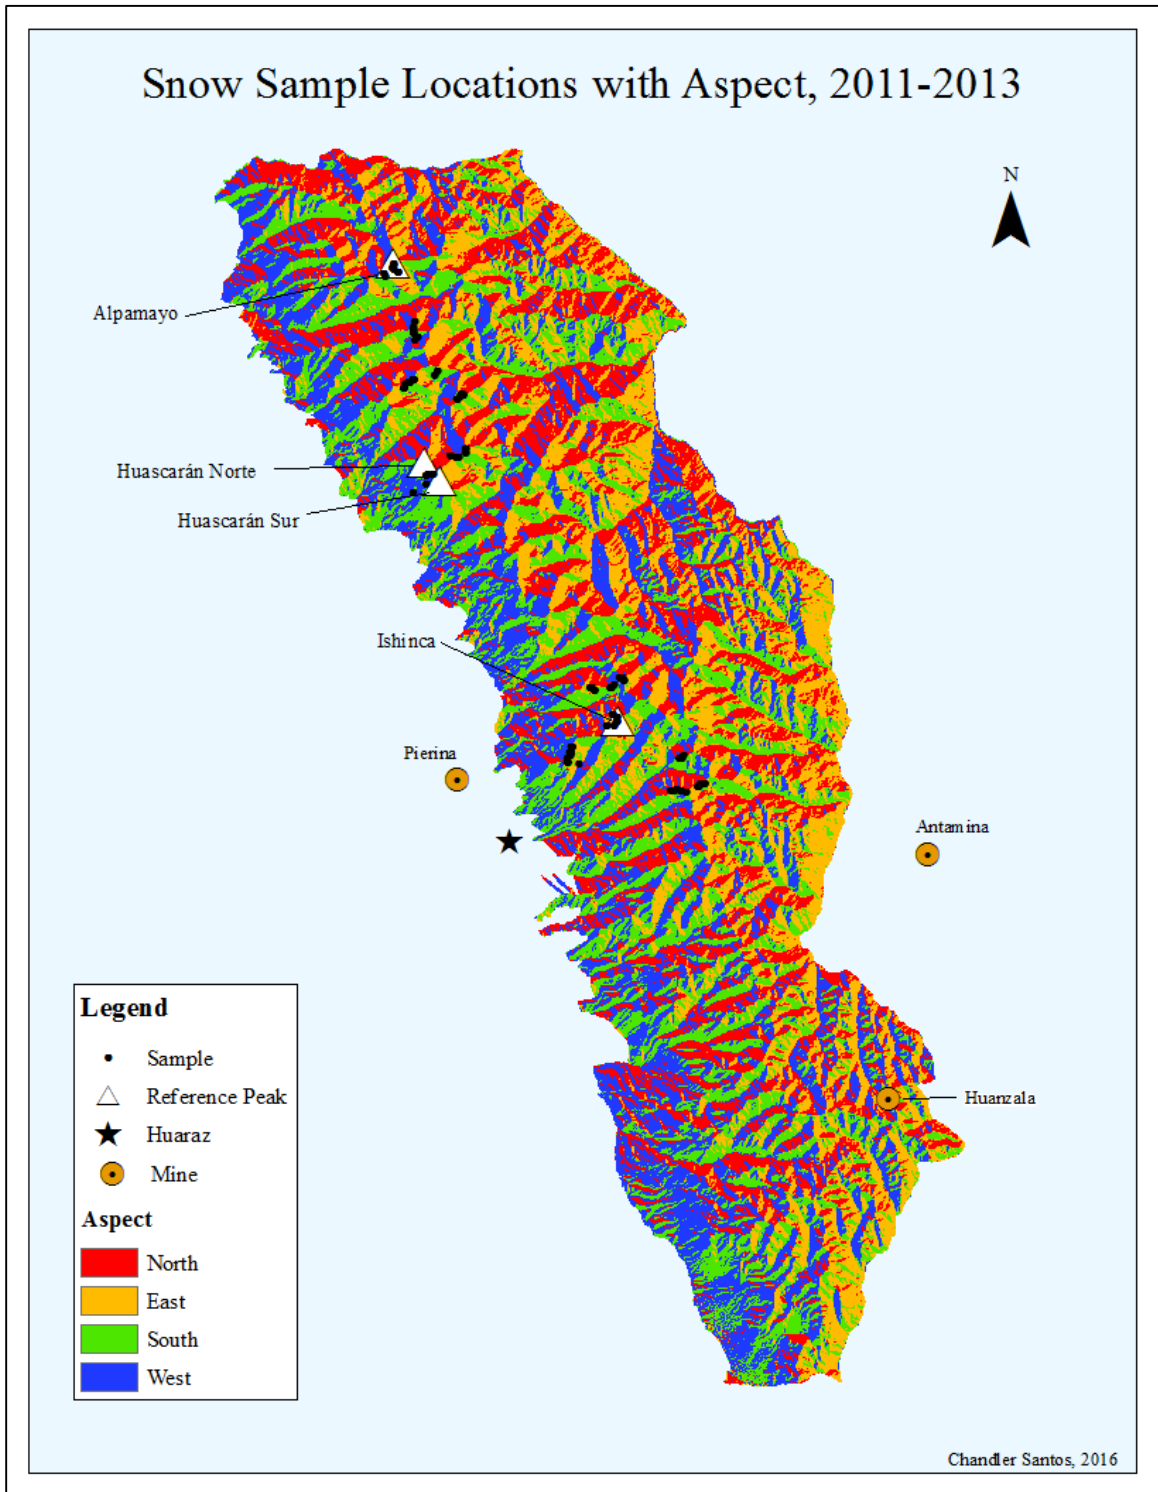 Snow Sample Locations with Aspect, 2011-2013
N
Alpamayo
Huascarán Norte
Huascarán Sur
Ishinca
Pierina
Antamina
Huanzala
Legend
Sample
Reference Peak
Huaraz
Mine
Aspect
North
East
South
West
Chandler Santos, 2016